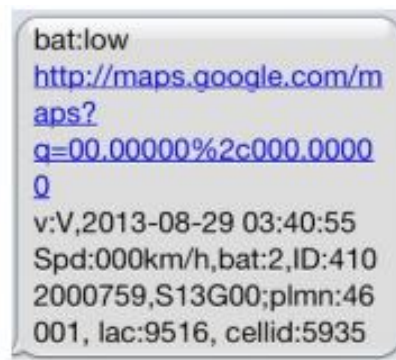 bat:low
http://maps.google.com/m
aps?
q=00.00000%2c000.0000
0
v:V,2013-08-29 03:40:55
Spd:000km/h,bat:2,ID:410
2000759,S13G00;plmn:46
001, lac:9516, cellid:5935